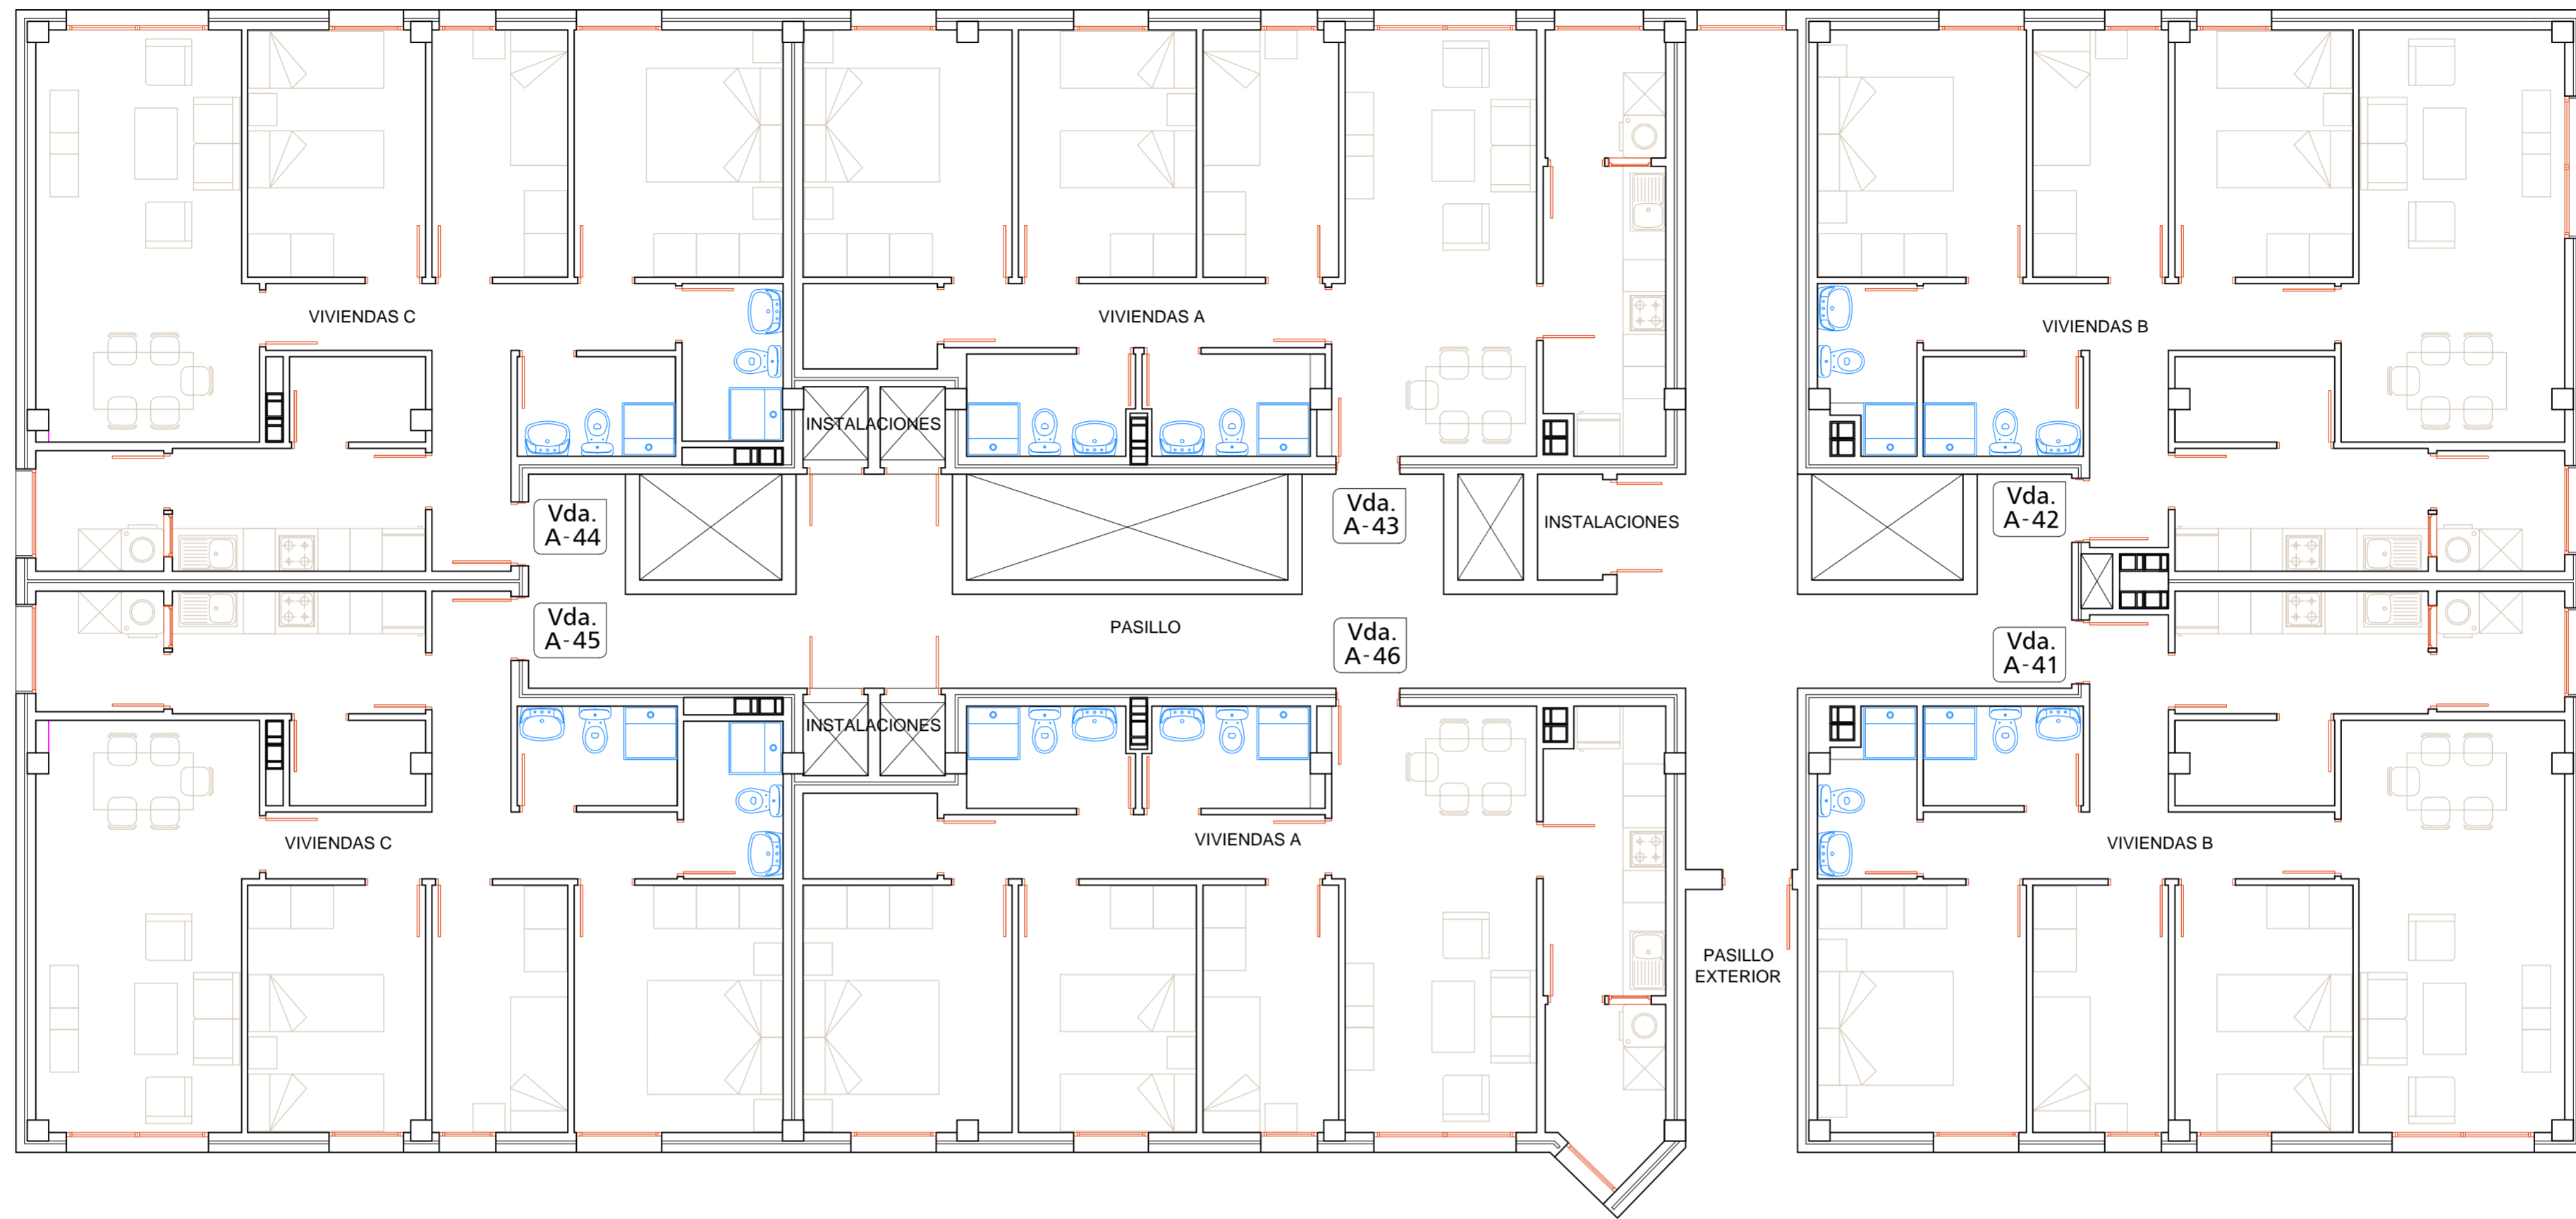 VIVIENDAS C
VIVIENDAS A
VIVIENDAS B
INSTALACIONES
Vda.
A-44
Vda.
A-43
INSTALACIONES
Vda.
A-42
Vda.
A-45
PASILLO
Vda.
A-46
Vda.
A-41
INSTALACIONES
VIVIENDAS C
VIVIENDAS A
VIVIENDAS B
PASILLO
EXTERIOR